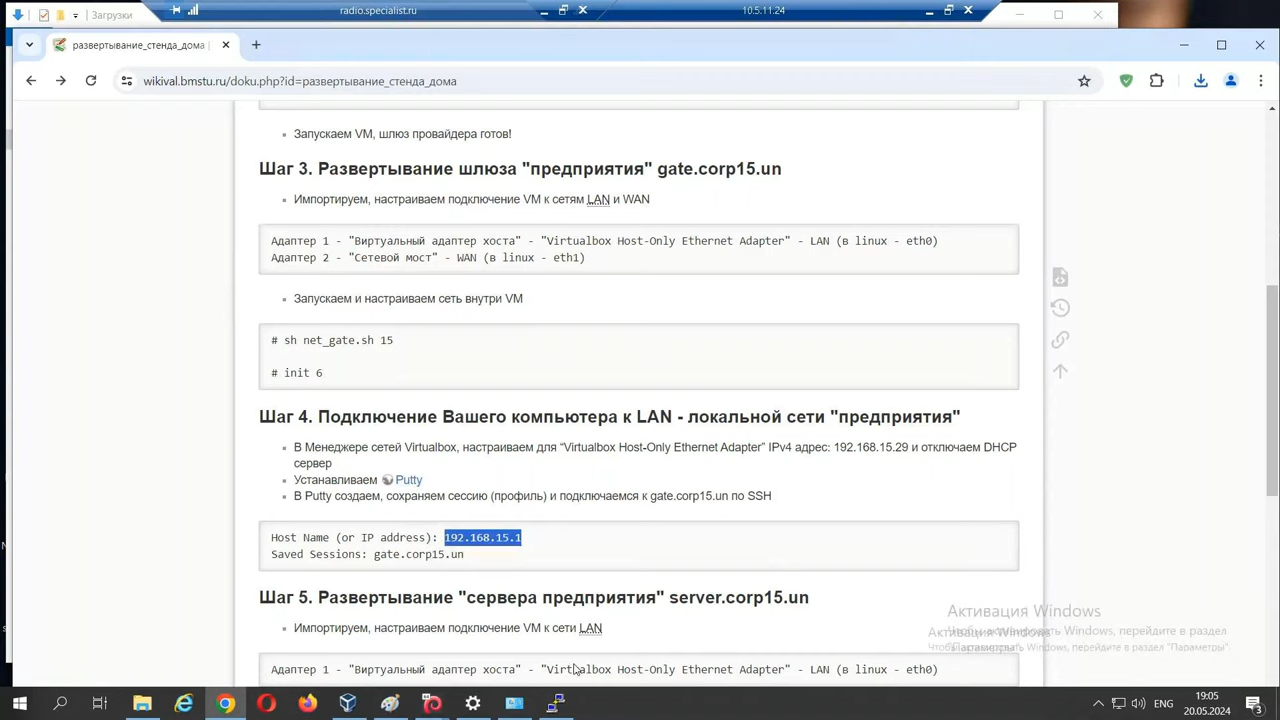 Загрузки
radio.specialist.ru
10.5.11.24
развертывание_стенда_дома
wikival.bmstu.ru/doku.php?id=развертывание_стенда_дома
Запускаем VM, шлюз провайдера готов!
Шаг 3. Развертывание шлюза "предприятия" gate.corp15.un
Импортируем, настраиваем подключение VM к сетям LAN и WAN
Адаптер 1 - "Виртуальный адаптер хоста" - "Virtualbox Host-Only Ethernet Adapter" - LAN (в linux - eth0)
Адаптер 2 - "Сетевой мост" - WAN (в linux - eth1)
Запускаем и настраиваем сеть внутри VM
# sh net_gate.sh 15
# init 6
Шаг 4. Подключение Вашего компьютера к LAN - локальной сети "предприятия"
В Менеджере сетей Virtualbox, настраиваем для “Virtualbox Host-Only Ethernet Adapter” IPv4 адрес: 192.168.15.29 и отключаем DHCP
сервер
Устанавливаем Putty
В Putty создаем, сохраняем сессию (профиль) и подключаемся к gate.corp15.un по SSH
Host Name (or IP address): 192.168.15.1
Saved Sessions: gate.corp15.un
Шаг 5. Развертывание "сервера предприятия" server.corp15.un
Импортируем, настраиваем подключение VM к сети LAN
Адаптер 1 - "Виртуальный адаптер хоста" - "Virtualbox Host-Only Ethernet Adapter" - LAN (в linux - eth0)
Активация Windows
Чтобы активировать Windows, перейдите в раздел
"Параметры".
ENG
19:05
20.05.2024
3